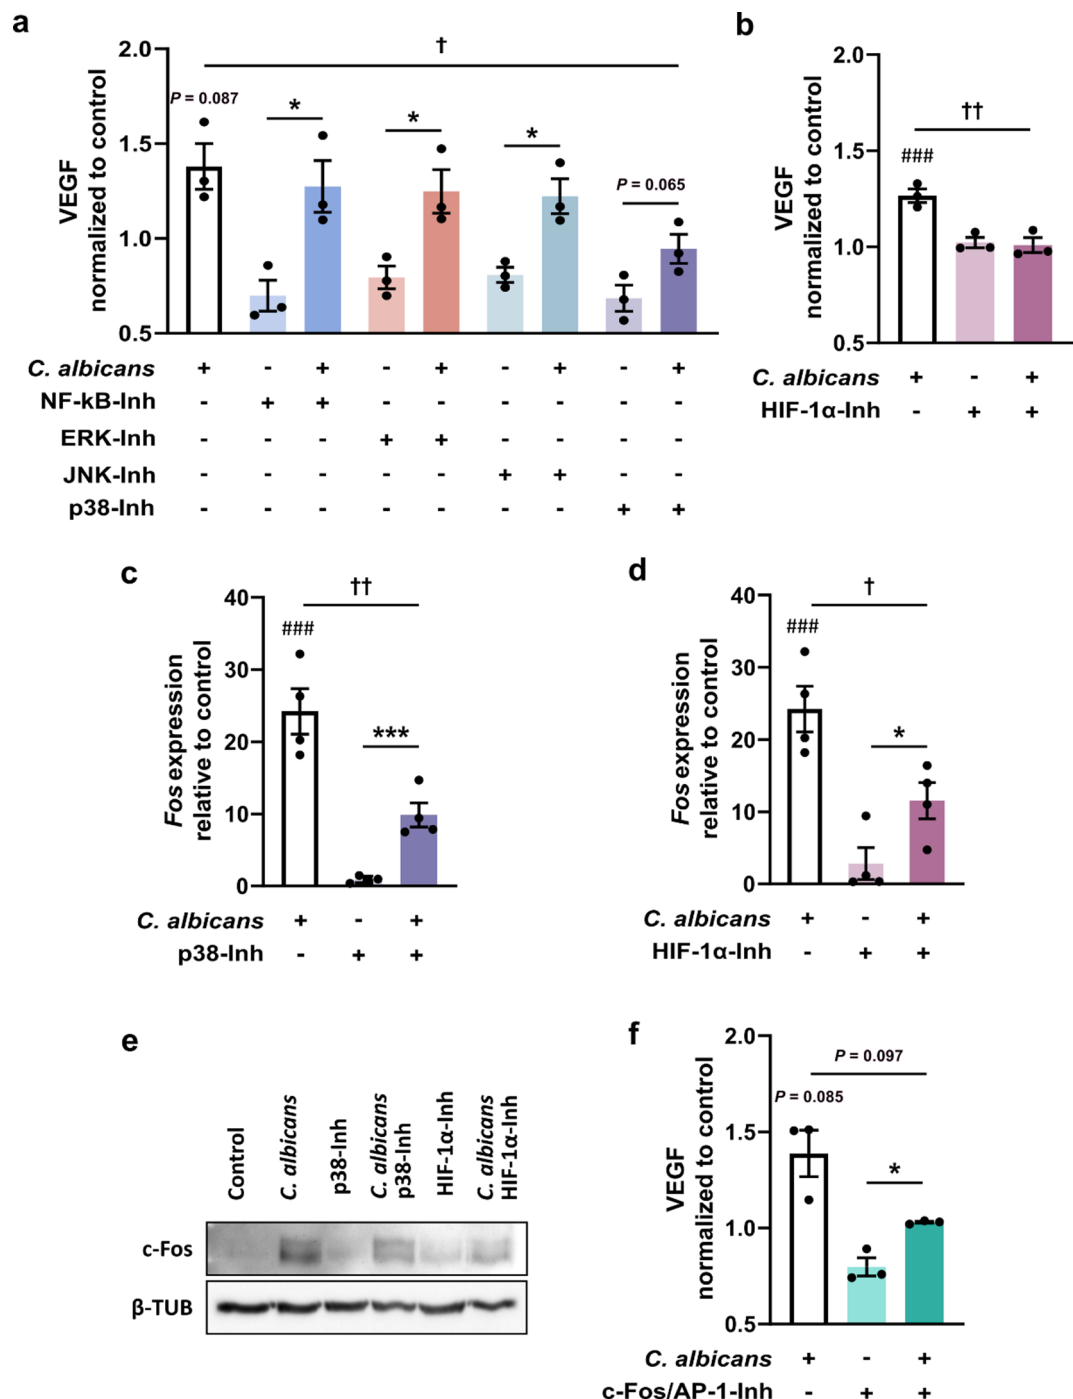 a
†
2.0
P = 0.087
*
*
*
P = 0.065
1.5
1.0
0.5
VEGF
normalized to control
C. albicans + - + - + - + - +
NF-kB-Inh - + + - - - - - -
ERK-Inh - - - + + - - - -
JNK-Inh - - - - - + + - -
p38-Inh - - - - - - - + +
b
2.0
††
1.5
###
1.0
0.5
VEGF
normalized to control
C. albicans + - +
HIF-1α-Inh - + +
c
††
40
###
30
***
20
10
0
Fos expression
relative to control
C. albicans + - +
p38-Inh - + +
d
†
40
###
30
*
20
10
0
Fos expression
relative to control
C. albicans + - +
HIF-1α-Inh - + +
e
Control
C. albicans
p38-Inh
C. albicans
p38-Inh
HIF-1α-Inh
C. albicans
HIF-1α-Inh
c-Fos
β-TUB
f
2.0
P = 0.097
P = 0.085
1.5
*
1.0
0.5
VEGF
normalized to control
C. albicans + - +
c-Fos/AP-1-Inh - + +